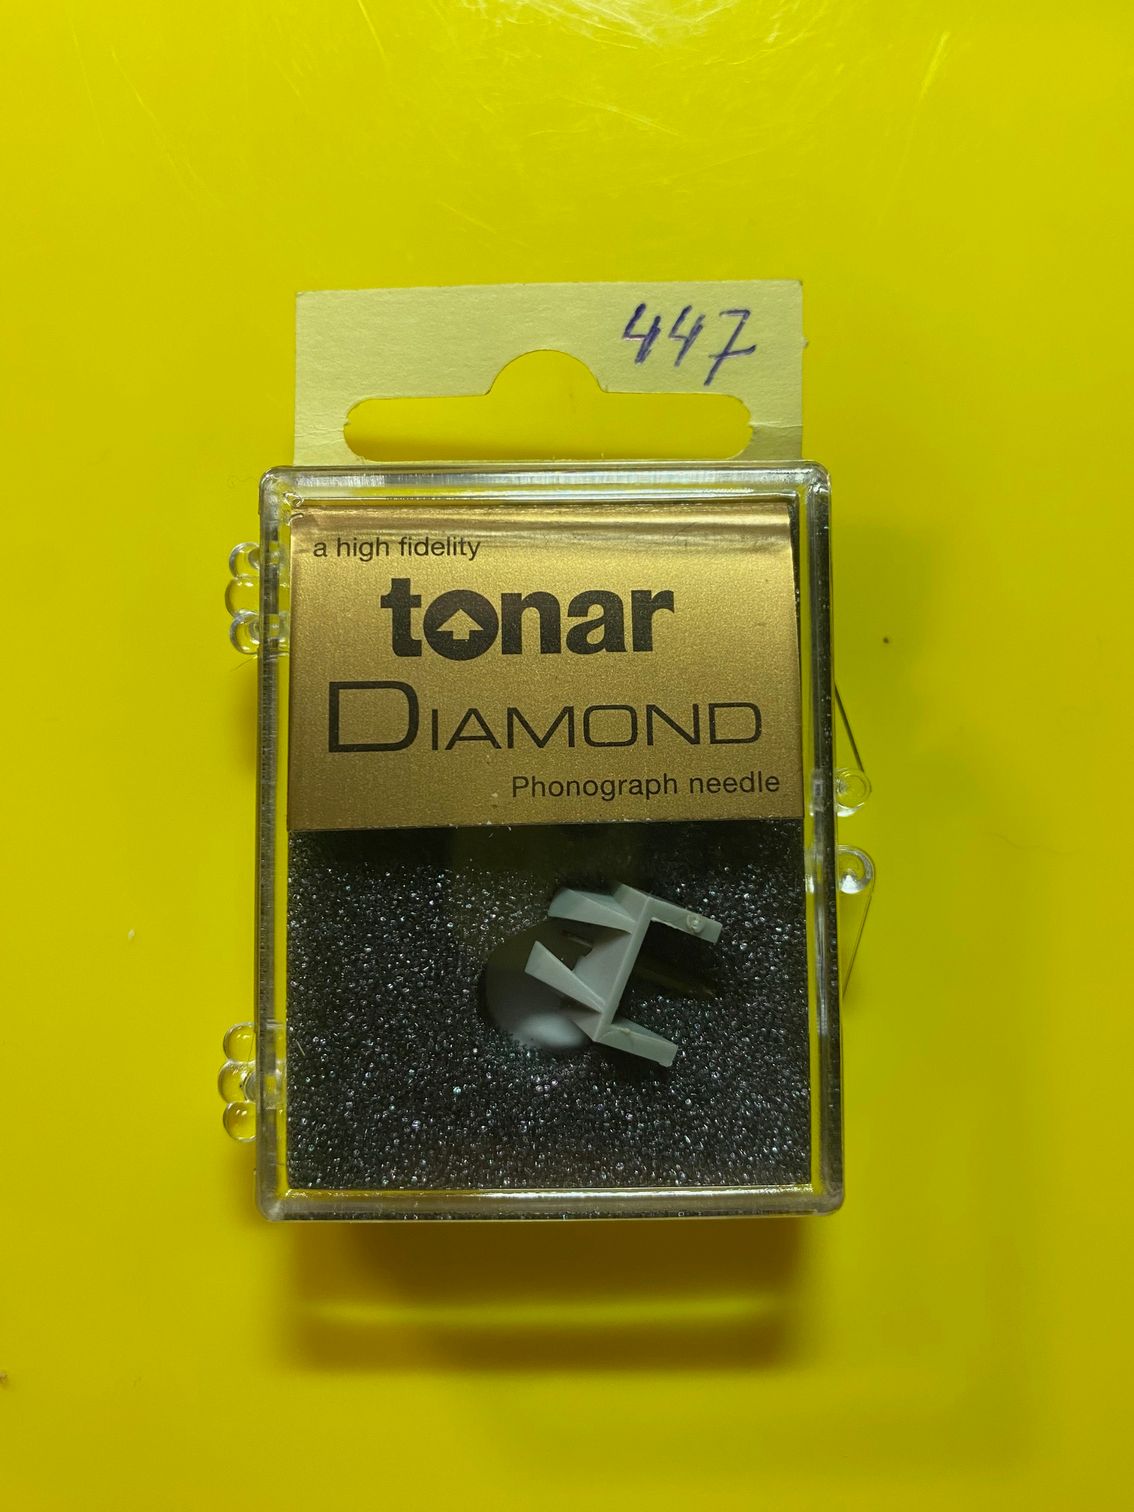 447
a high fidelity
tonar
DIAMOND
Phonograph needle